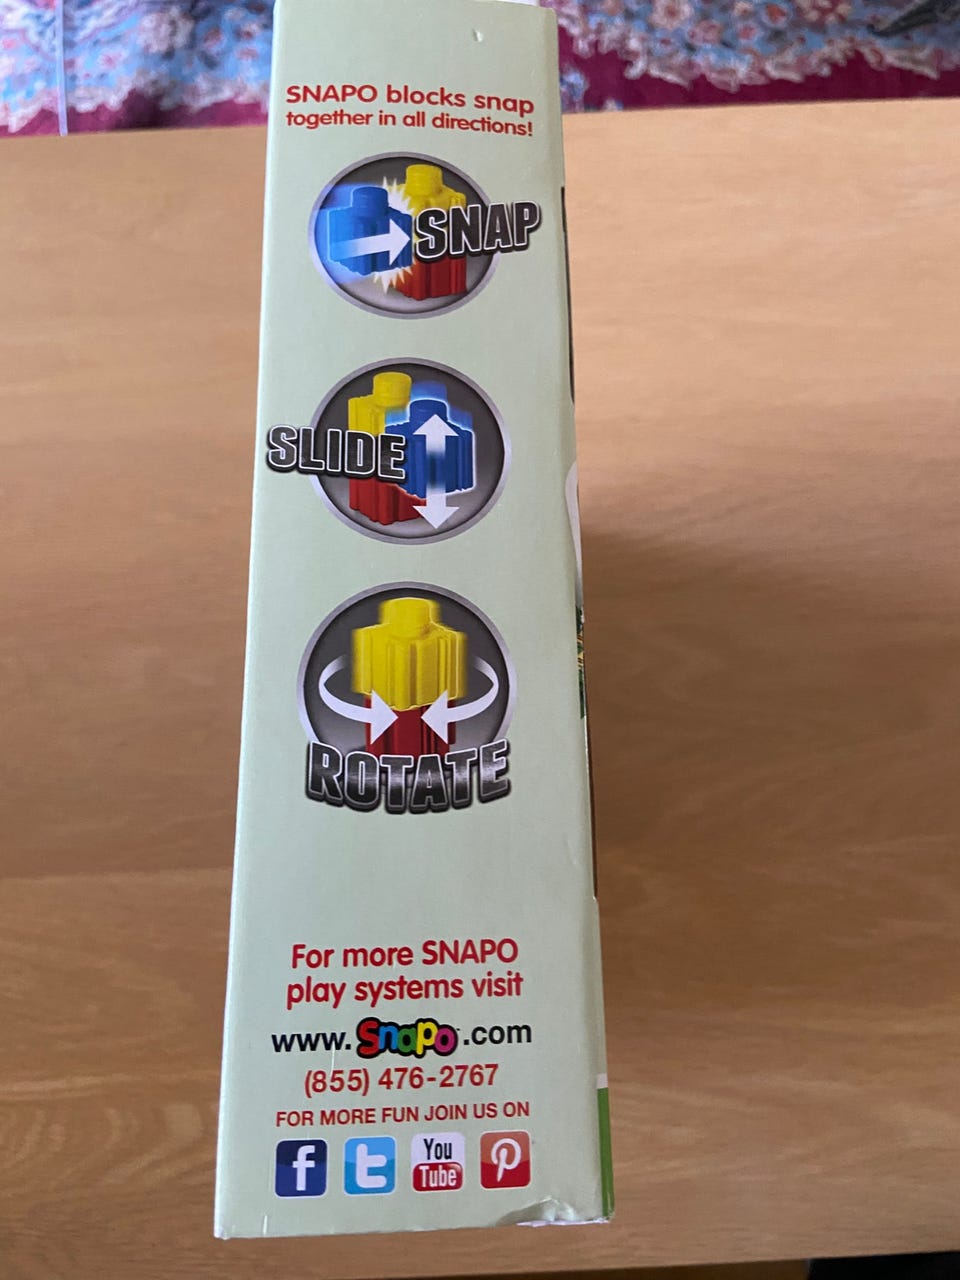 SNAPO blocks snap
together in all directions!
SNAP
SLIDE
ROTATE
For more SNAPO
play systems visit
www.Snapo.com
(855) 476-2767
FOR MORE FUN JOIN US ON
f t You Tube P